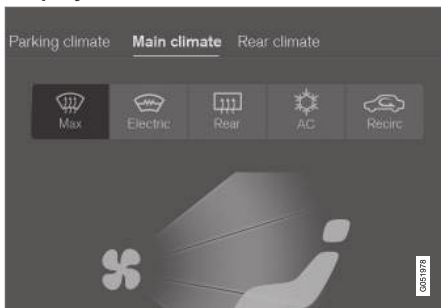 Parking climate Main climate Rear climate
Max Electric Rear AC Recirc
G051978